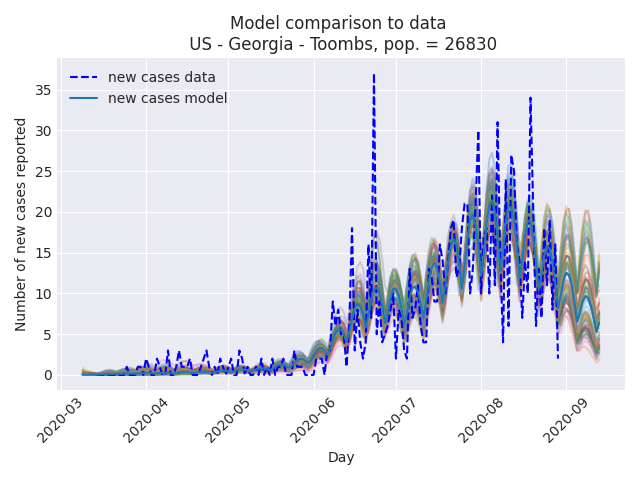 Model comparison to data
US - Georgia - Toombs, pop. = 26830
new cases data
new cases model
Number of new cases reported
35
30
25
20
15
10
5
0
2020-03
2020-04
2020-05
2020-06
2020-07
2020-08
2020-09
Day